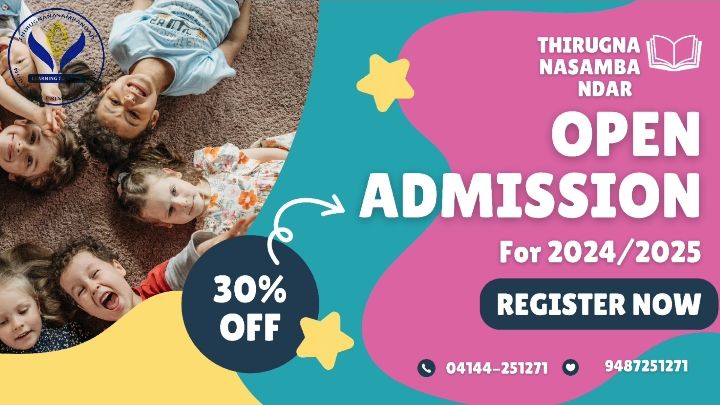 THIRUGNA
NASAMBA
NDAR
OPEN
ADMISSION
For 2024/2025
REGISTER NOW
30%
OFF
04144-251271
9487251271